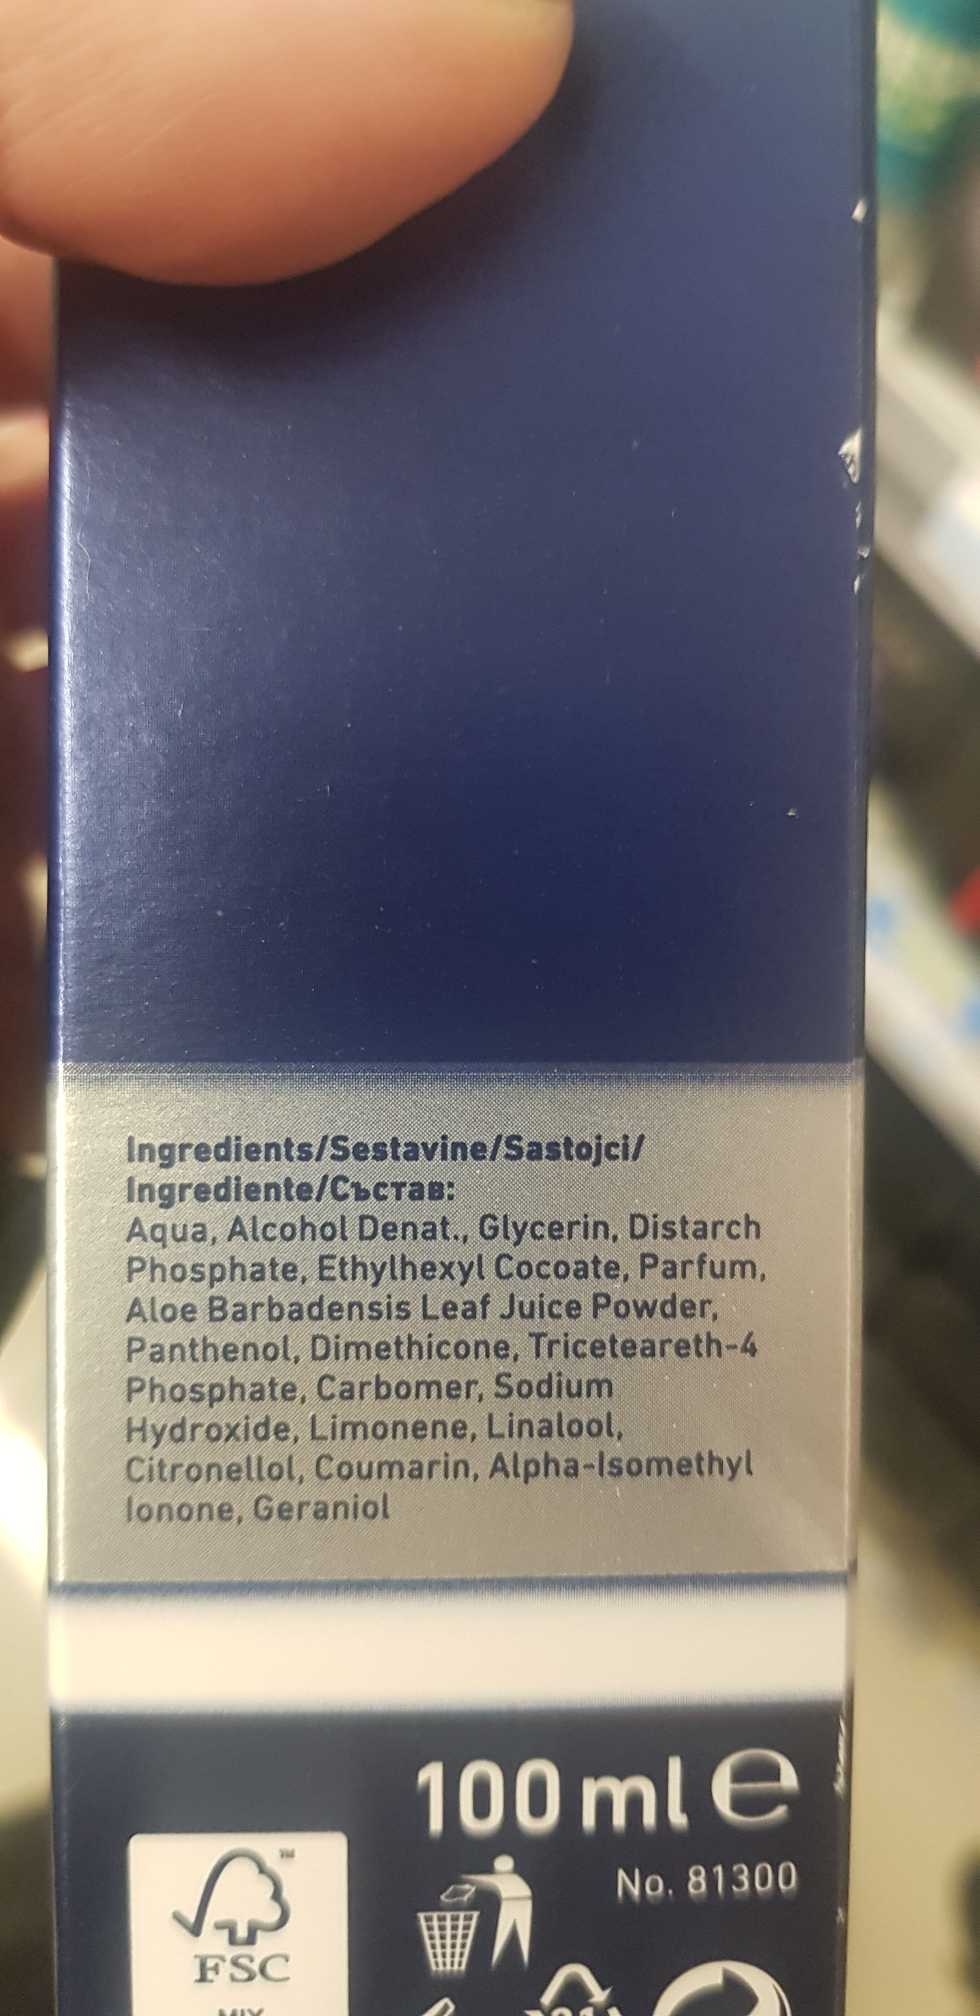 Ingredients/Sestavine/Sastojci/
Ingrediente/Състав:
Aqua, Alcohol Denat., Glycerin, Distarch
Phosphate, Ethylhexyl Cocoate, Parfum,
Aloe Barbadensis Leaf Juice Powder,
Panthenol, Dimethicone, Triceteareth-4
Phosphate, Carbomer, Sodium
Hydroxide, Limonene, Linalool,
Citronellol, Coumarin, Alpha-Isomethyl
Ionone, Geraniol
100 ml e
No. 81300
™
FSC
MIX